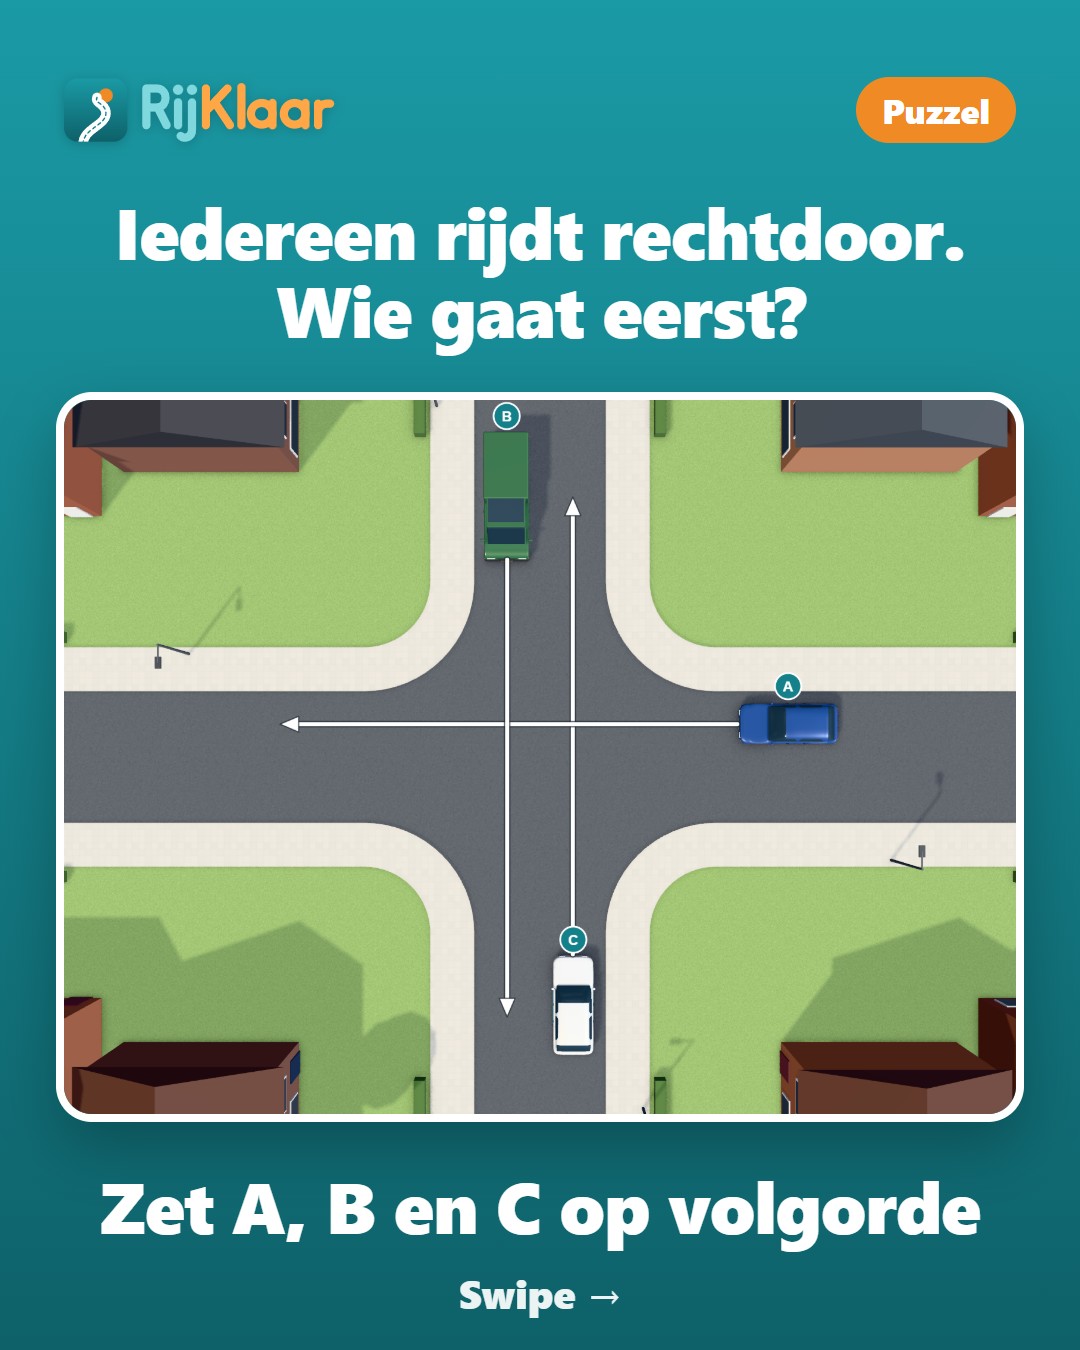 RijKlaar
Puzzel
Iedereen rijdt rechtdoor.
Wie gaat eerst?
B
A
C
Zet A, B en C op volgorde
Swipe →